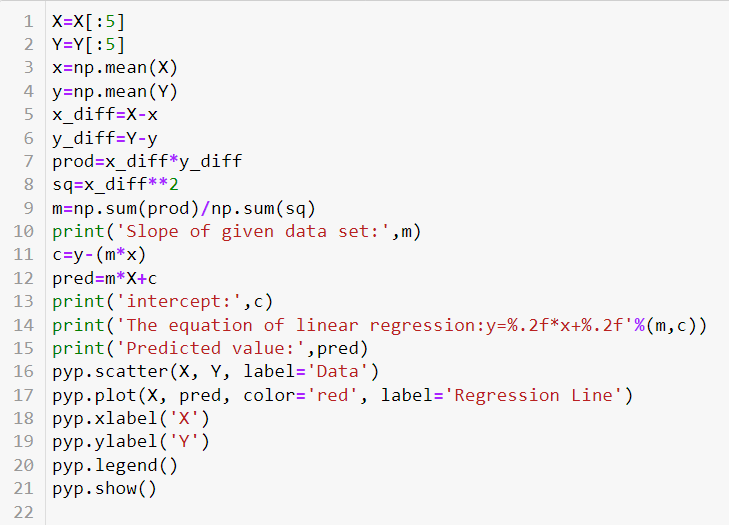 1 X=X[:5]
2 Y=Y[:5]
3 x=np.mean(X)
4 y=np.mean(Y)
5 x_diff=X-x
6 y_diff=Y-y
7 prod=x_diff*y_diff
8 sq=x_diff**2
9 m=np.sum(prod)/np.sum(sq)
10 print('Slope of given data set:',m)
11 c=y-(m*x)
12 pred=m*X+c
13 print('intercept:',c)
14 print('The equation of linear regression:y=%.2f*x+%.2f'%(m,c))
15 print('Predicted value:',pred)
16 pyp.scatter(X, Y, label='Data')
17 pyp.plot(X, pred, color='red', label='Regression Line')
18 pyp.xlabel('X')
19 pyp.ylabel('Y')
20 pyp.legend()
21 pyp.show()
22